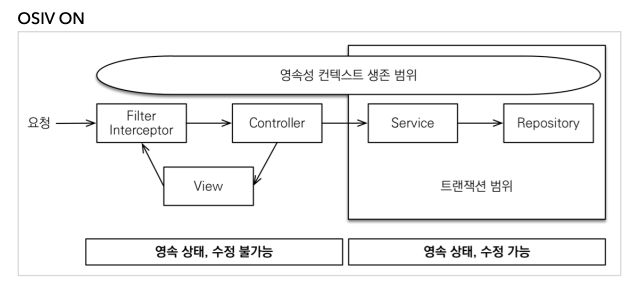 OSIV ON
영속성 컨텍스트 생존 범위
요청
Filter
Interceptor
Controller
Service
Repository
View
트랜잭션 범위
영속 상태, 수정 불가능
영속 상태, 수정 가능